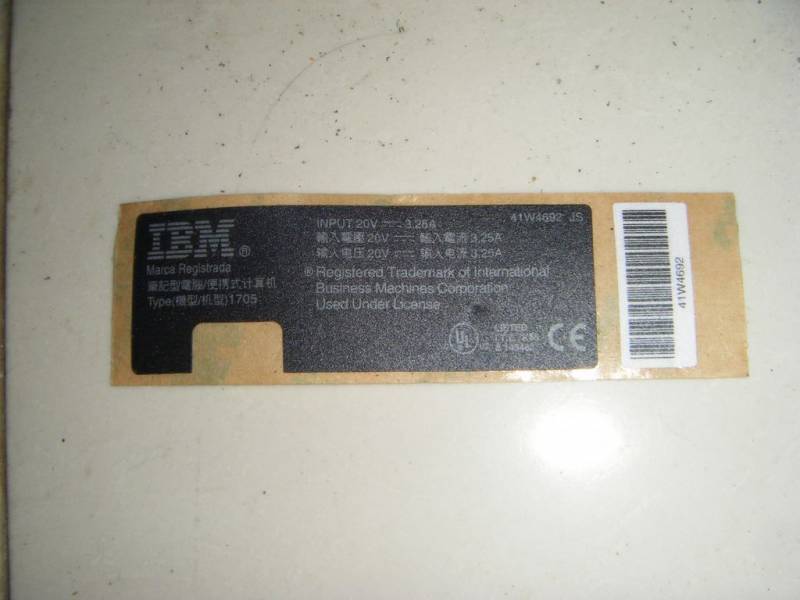 IBM®
Marca Registrada
筆記型電腦/便携式计算机
Type(機型/机型)1705
INPUT 20V ⎓ 3.25A
輸入電壓 20V ⎓ 輸入電流 3.25A
输入电压 20V ⎓ 输入电流 3.25A
® Registered Trademark of International
Business Machines Corporation
Used Under License
41W4692 JS
UL
LISTED
CE
41W4692